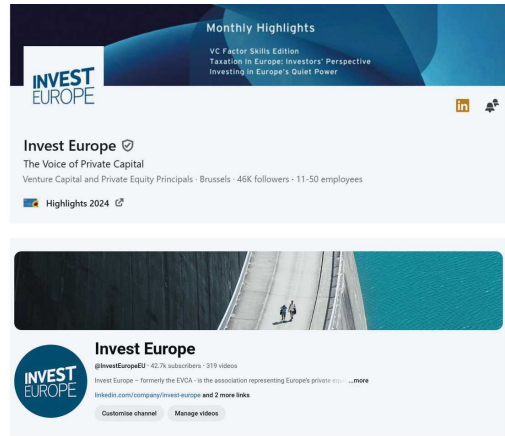 Monthly Highlights
VC Factor Skills Edition
Taxation In Europe: Investors' Perspective
Investing in Europe's Quiet Power
INVEST
EUROPE
in
Invest Europe
The Voice of Private Capital
Venture Capital and Private Equity Principals · Brussels · 46K followers · 11-50 employees
Highlights 2024
Invest Europe
@InvestEuropeEU · 42.7k subscribers · 319 videos
INVEST
EUROPE
Invest Europe – formerly the EVCA - is the association representing Europe's private ...more
linkedin.com/company/invest-europe and 2 more links
Customise channel Manage videos